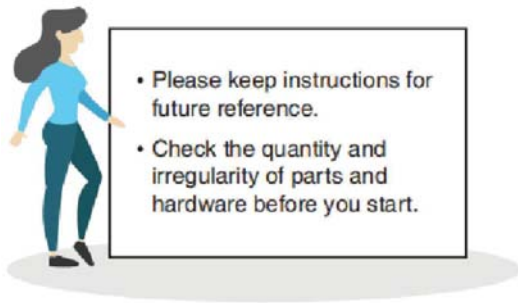 • Please keep instructions for
future reference.
• Check the quantity and
irregularity of parts and
hardware before you start.